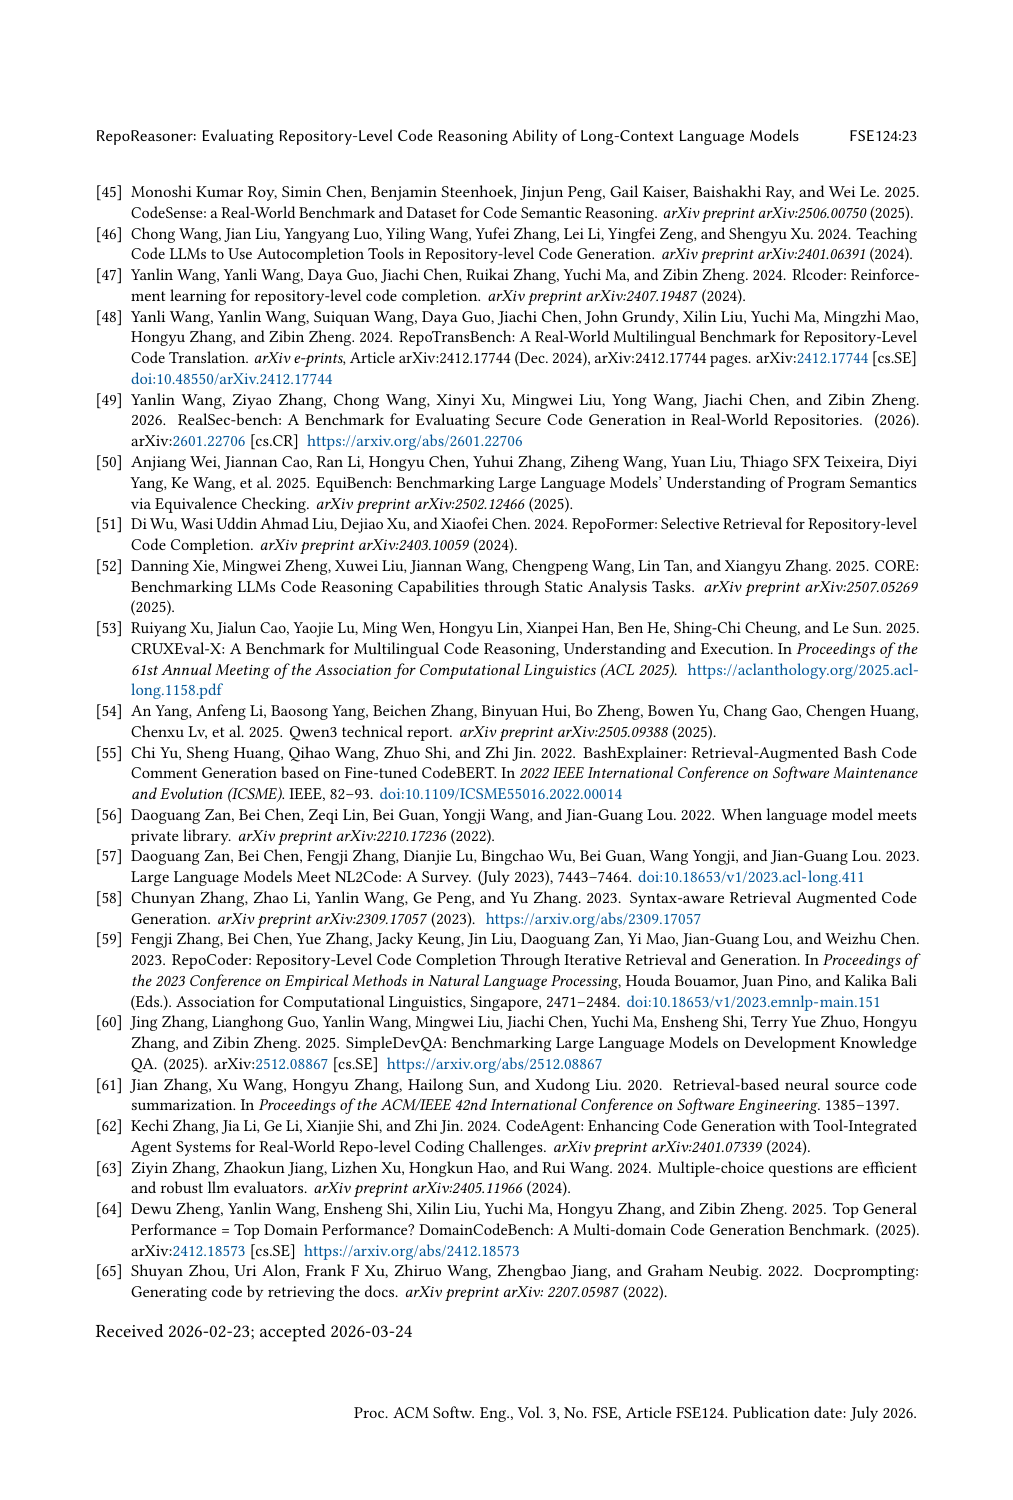 RepoReasoner: Evaluating Repository-Level Code Reasoning Ability of Long-Context Language Models FSE124:23
[45] Monoshi Kumar Roy, Simin Chen, Benjamin Steenhoek, Jinjun Peng, Gail Kaiser, Baishakhi Ray, and Wei Le. 2025.
CodeSense: a Real-World Benchmark and Dataset for Code Semantic Reasoning. arXiv preprint arXiv:2506.00750 (2025).
[46] Chong Wang, Jian Liu, Yangyang Luo, Yiling Wang, Yufei Zhang, Lei Li, Yingfei Zeng, and Shengyu Xu. 2024. Teaching
Code LLMs to Use Autocompletion Tools in Repository-level Code Generation. arXiv preprint arXiv:2401.06391 (2024).
[47] Yanlin Wang, Yanli Wang, Daya Guo, Jiachi Chen, Ruikai Zhang, Yuchi Ma, and Zibin Zheng. 2024. Rlcoder: Reinforce-
ment learning for repository-level code completion. arXiv preprint arXiv:2407.19487 (2024).
[48] Yanli Wang, Yanlin Wang, Suiquan Wang, Daya Guo, Jiachi Chen, John Grundy, Xilin Liu, Yuchi Ma, Mingzhi Mao,
Hongyu Zhang, and Zibin Zheng. 2024. RepoTransBench: A Real-World Multilingual Benchmark for Repository-Level
Code Translation. arXiv e-prints, Article arXiv:2412.17744 (Dec. 2024), arXiv:2412.17744 pages. arXiv:2412.17744 [cs.SE]
doi:10.48550/arXiv.2412.17744
[49] Yanlin Wang, Ziyao Zhang, Chong Wang, Xinyi Xu, Mingwei Liu, Yong Wang, Jiachi Chen, and Zibin Zheng.
2026. RealSec-bench: A Benchmark for Evaluating Secure Code Generation in Real-World Repositories. (2026).
arXiv:2601.22706 [cs.CR] https://arxiv.org/abs/2601.22706
[50] Anjiang Wei, Jiannan Cao, Ran Li, Hongyu Chen, Yuhui Zhang, Ziheng Wang, Yuan Liu, Thiago SFX Teixeira, Diyi
Yang, Ke Wang, et al. 2025. EquiBench: Benchmarking Large Language Models’ Understanding of Program Semantics
via Equivalence Checking. arXiv preprint arXiv:2502.12466 (2025).
[51] Di Wu, Wasi Uddin Ahmad Liu, Dejiao Xu, and Xiaofei Chen. 2024. RepoFormer: Selective Retrieval for Repository-level
Code Completion. arXiv preprint arXiv:2403.10059 (2024).
[52] Danning Xie, Mingwei Zheng, Xuwei Liu, Jiannan Wang, Chengpeng Wang, Lin Tan, and Xiangyu Zhang. 2025. CORE:
Benchmarking LLMs Code Reasoning Capabilities through Static Analysis Tasks. arXiv preprint arXiv:2507.05269
(2025).
[53] Ruiyang Xu, Jialun Cao, Yaojie Lu, Ming Wen, Hongyu Lin, Xianpei Han, Ben He, Shing-Chi Cheung, and Le Sun. 2025.
CRUXEval-X: A Benchmark for Multilingual Code Reasoning, Understanding and Execution. In Proceedings of the
61st Annual Meeting of the Association for Computational Linguistics (ACL 2025). https://aclanthology.org/2025.acl-
long.1158.pdf
[54] An Yang, Anfeng Li, Baosong Yang, Beichen Zhang, Binyuan Hui, Bo Zheng, Bowen Yu, Chang Gao, Chengen Huang,
Chenxu Lv, et al. 2025. Qwen3 technical report. arXiv preprint arXiv:2505.09388 (2025).
[55] Chi Yu, Sheng Huang, Qihao Wang, Zhuo Shi, and Zhi Jin. 2022. BashExplainer: Retrieval-Augmented Bash Code
Comment Generation based on Fine-tuned CodeBERT. In 2022 IEEE International Conference on Software Maintenance
and Evolution (ICSME). IEEE, 82–93. doi:10.1109/ICSME55016.2022.00014
[56] Daoguang Zan, Bei Chen, Zeqi Lin, Bei Guan, Yongji Wang, and Jian-Guang Lou. 2022. When language model meets
private library. arXiv preprint arXiv:2210.17236 (2022).
[57] Daoguang Zan, Bei Chen, Fengji Zhang, Dianjie Lu, Bingchao Wu, Bei Guan, Wang Yongji, and Jian-Guang Lou. 2023.
Large Language Models Meet NL2Code: A Survey. (July 2023), 7443–7464. doi:10.18653/v1/2023.acl-long.411
[58] Chunyan Zhang, Zhao Li, Yanlin Wang, Ge Peng, and Yu Zhang. 2023. Syntax-aware Retrieval Augmented Code
Generation. arXiv preprint arXiv:2309.17057 (2023). https://arxiv.org/abs/2309.17057
[59] Fengji Zhang, Bei Chen, Yue Zhang, Jacky Keung, Jin Liu, Daoguang Zan, Yi Mao, Jian-Guang Lou, and Weizhu Chen.
2023. RepoCoder: Repository-Level Code Completion Through Iterative Retrieval and Generation. In Proceedings of
the 2023 Conference on Empirical Methods in Natural Language Processing, Houda Bouamor, Juan Pino, and Kalika Bali
(Eds.). Association for Computational Linguistics, Singapore, 2471–2484. doi:10.18653/v1/2023.emnlp-main.151
[60] Jing Zhang, Lianghong Guo, Yanlin Wang, Mingwei Liu, Jiachi Chen, Yuchi Ma, Ensheng Shi, Terry Yue Zhuo, Hongyu
Zhang, and Zibin Zheng. 2025. SimpleDevQA: Benchmarking Large Language Models on Development Knowledge
QA. (2025). arXiv:2512.08867 [cs.SE] https://arxiv.org/abs/2512.08867
[61] Jian Zhang, Xu Wang, Hongyu Zhang, Hailong Sun, and Xudong Liu. 2020. Retrieval-based neural source code
summarization. In Proceedings of the ACM/IEEE 42nd International Conference on Software Engineering. 1385–1397.
[62] Kechi Zhang, Jia Li, Ge Li, Xianjie Shi, and Zhi Jin. 2024. CodeAgent: Enhancing Code Generation with Tool-Integrated
Agent Systems for Real-World Repo-level Coding Challenges. arXiv preprint arXiv:2401.07339 (2024).
[63] Ziyin Zhang, Zhaokun Jiang, Lizhen Xu, Hongkun Hao, and Rui Wang. 2024. Multiple-choice questions are efficient
and robust llm evaluators. arXiv preprint arXiv:2405.11966 (2024).
[64] Dewu Zheng, Yanlin Wang, Ensheng Shi, Xilin Liu, Yuchi Ma, Hongyu Zhang, and Zibin Zheng. 2025. Top General
Performance = Top Domain Performance? DomainCodeBench: A Multi-domain Code Generation Benchmark. (2025).
arXiv:2412.18573 [cs.SE] https://arxiv.org/abs/2412.18573
[65] Shuyan Zhou, Uri Alon, Frank F Xu, Zhiruo Wang, Zhengbao Jiang, and Graham Neubig. 2022. Docprompting:
Generating code by retrieving the docs. arXiv preprint arXiv: 2207.05987 (2022).
Received 2026-02-23; accepted 2026-03-24
Proc. ACM Softw. Eng., Vol. 3, No. FSE, Article FSE124. Publication date: July 2026.